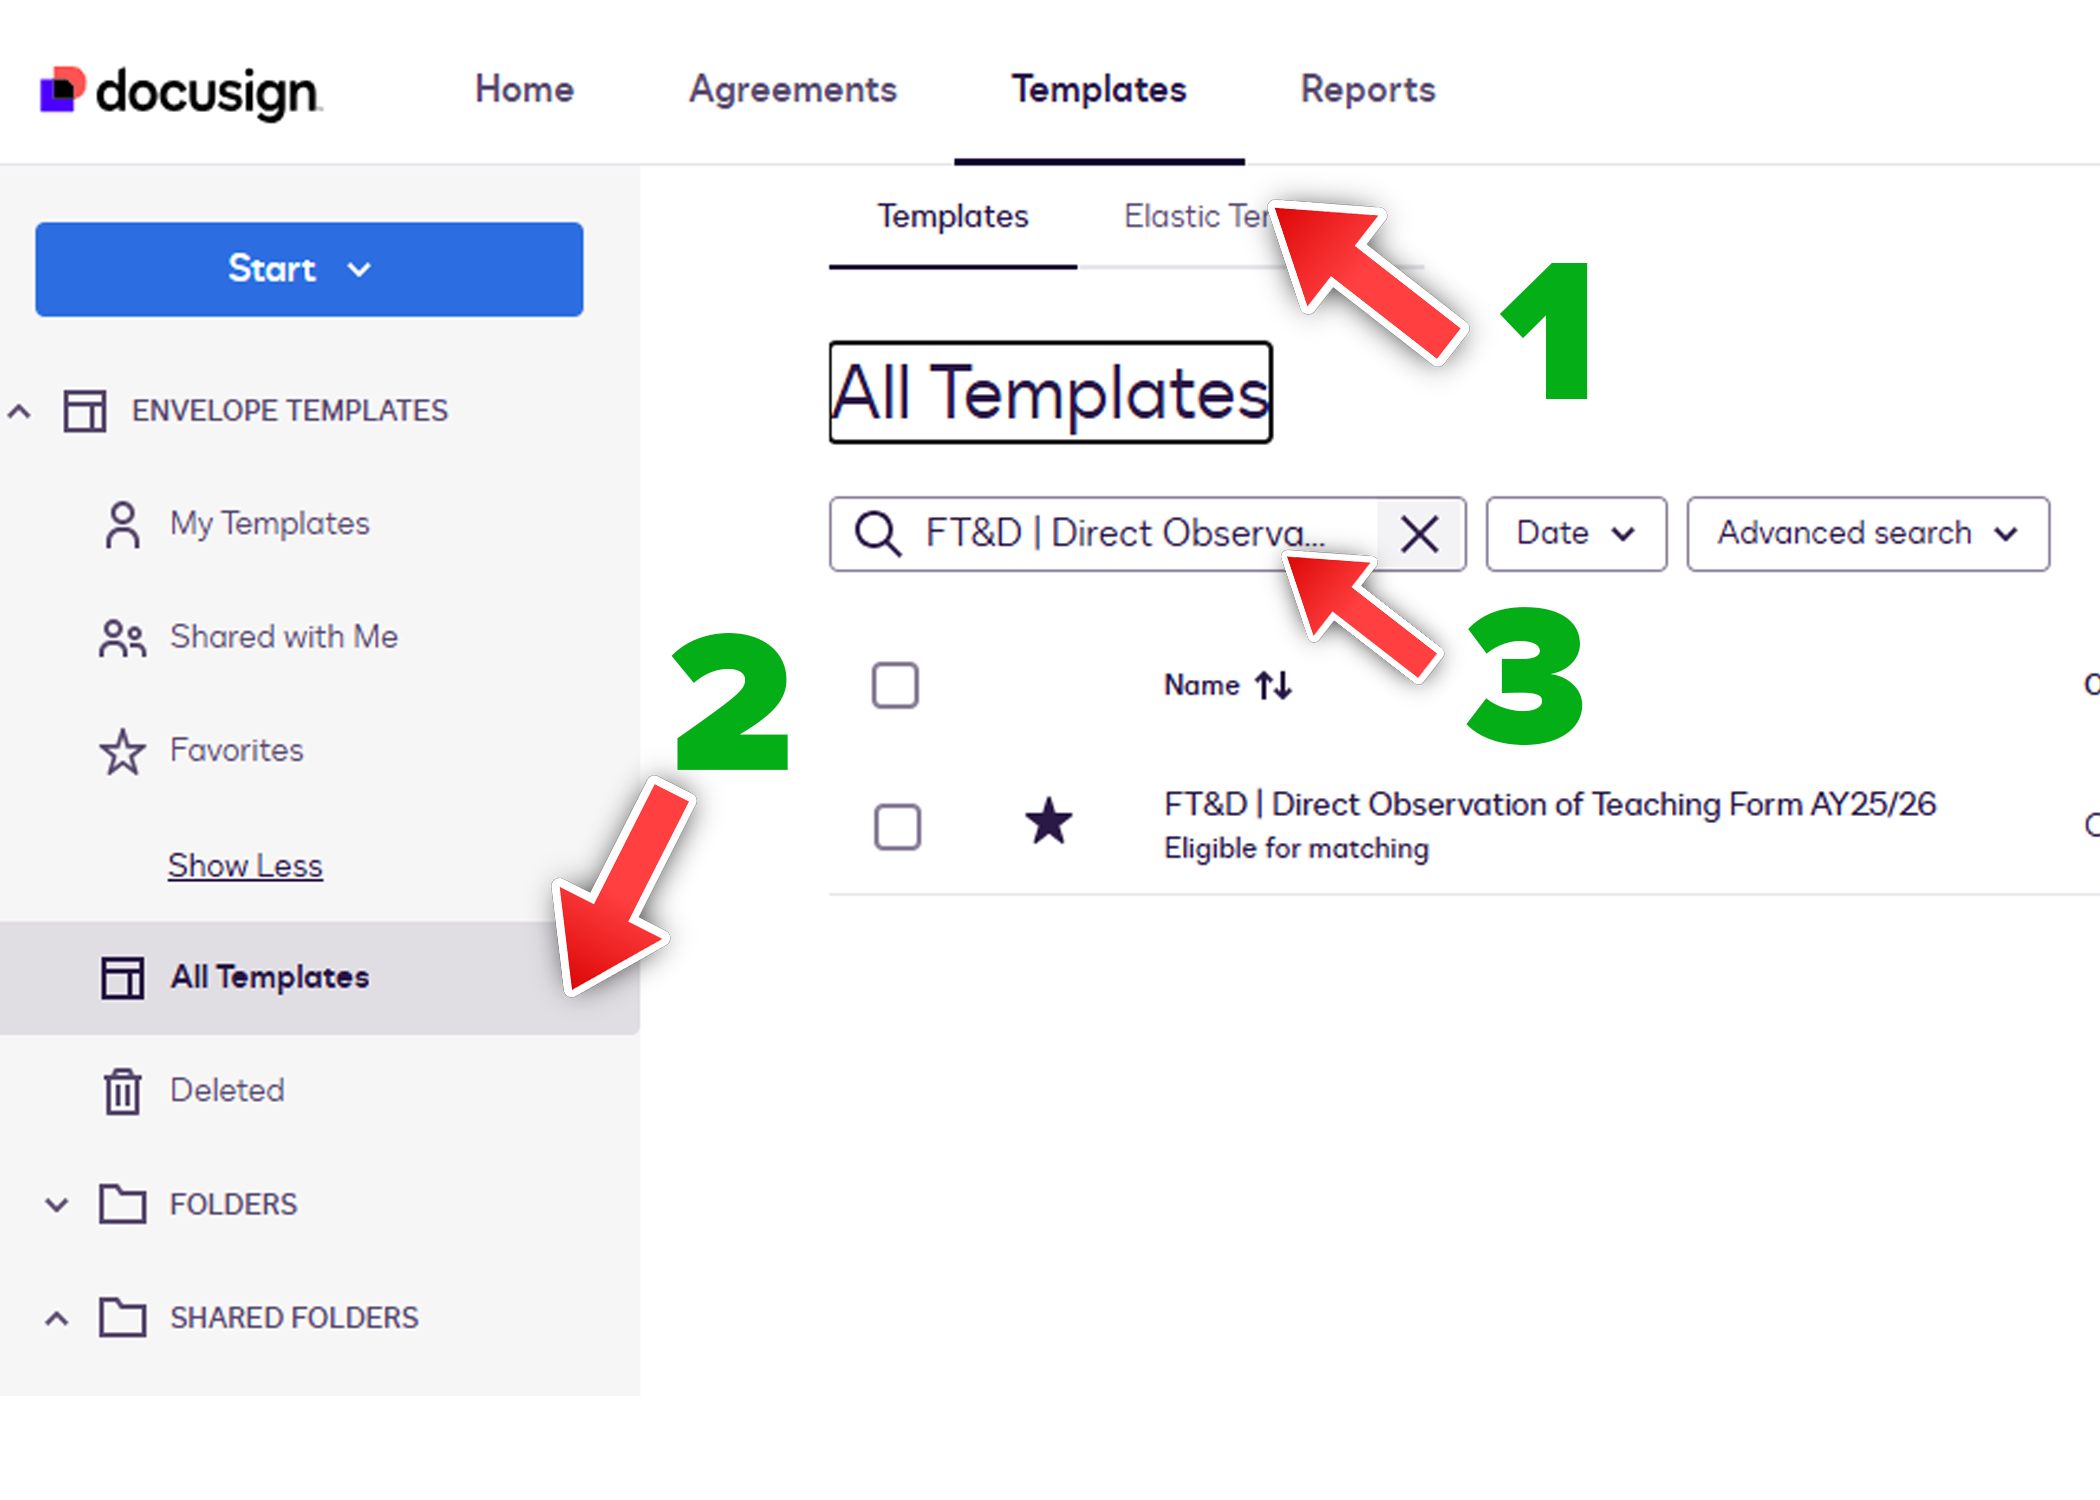 docusign
Home Agreements Templates Reports
Templates Elastic
1
Start
All Templates
ENVELOPE TEMPLATES
FT&D | Direct Observa...
Date
Advanced search
My Templates
Shared with Me
2
3
Name
Favorites
FT&D | Direct Observation of Teaching Form AY25/26
Eligible for matching
Show Less
All Templates
Deleted
FOLDERS
SHARED FOLDERS